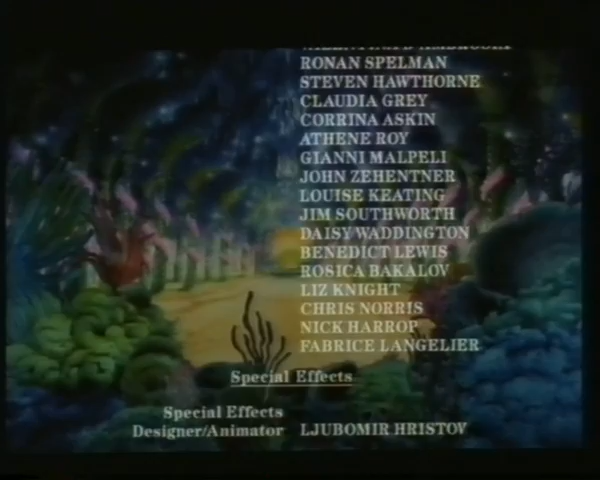 RONAN SPELMAN
STEVEN HAWTHORNE
CLAUDIA GREY
CORRINA ASKIN
ATHENE ROY
GIANNI MALPELI
JOHN ZEHENTNER
LOUISE KEATING
JIM SOUTHWORTH
DAISY WADDINGTON
BENEDICT LEWIS
ROSICA BAKALOV
LIZ KNIGHT
CHRIS NORRIS
NICK HARROP
FABRICE LANGELIER
Special Effects
Special Effects
Designer/Animator LJUBOMIR HRISTOV